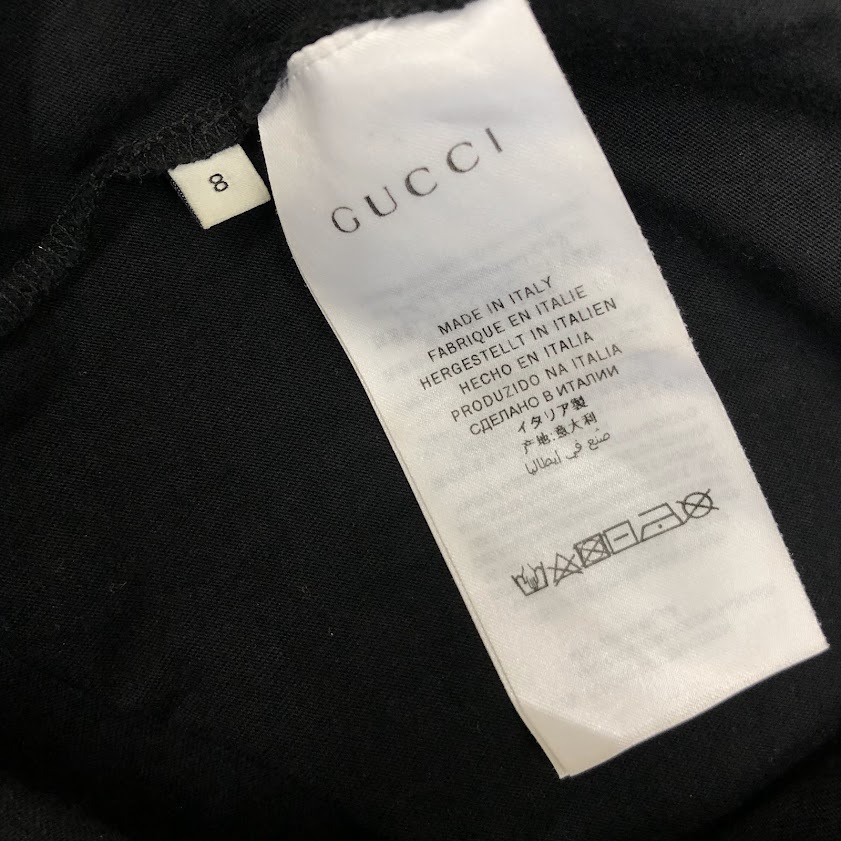 8
GUCCI
MADE IN ITALY
FABRIQUE EN ITALIE
HERGESTELLT IN ITALIEN
HECHO EN ITALIA
PRODUZIDO NA ITALIA
СДЕЛАНО В ИТАЛИИ
イタリア製
产地:意大利
صنع في ايطاليا